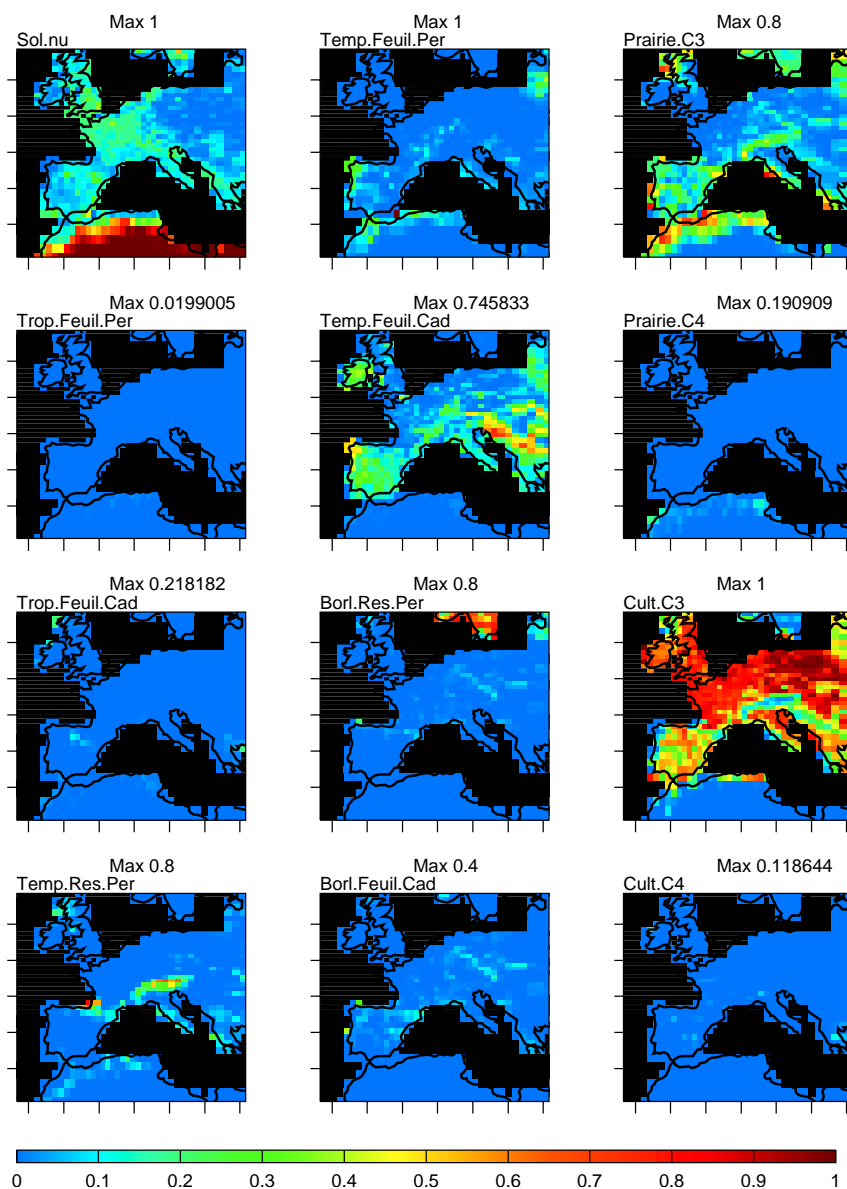 Max 1
Sol.nu
Max 1
Temp.Feuil.Per
Max 0.8
Prairie.C3
Max 0.0199005
Trop.Feuil.Per
Max 0.745833
Temp.Feuil.Cad
Max 0.190909
Prairie.C4
Max 0.218182
Trop.Feuil.Cad
Max 0.8
Borl.Res.Per
Max 1
Cult.C3
Max 0.8
Temp.Res.Per
Max 0.4
Borl.Feuil.Cad
Max 0.118644
Cult.C4
0 0.1 0.2 0.3 0.4 0.5 0.6 0.7 0.8 0.9 1